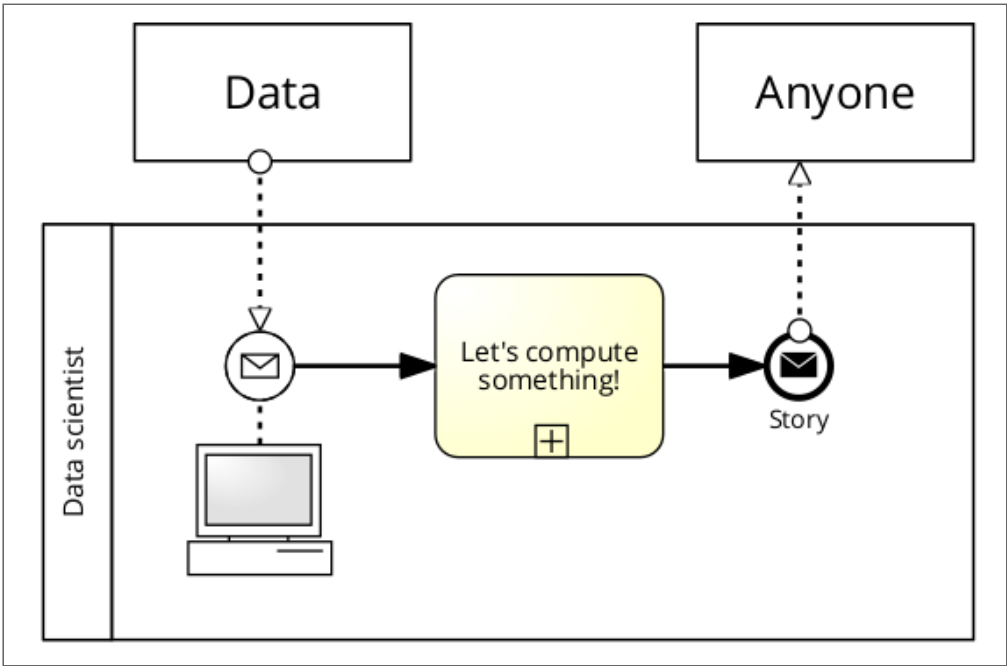 Data
Anyone
Data scientist
Let's compute
something!
Story